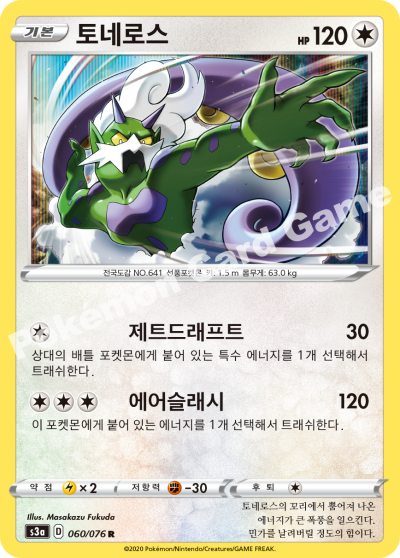 기본 토네로스 HP 120
전국도감 NO.641 선풍포켓몬 키: 1.5 m 몸무게: 63.0 kg
제트드래프트 30
상대의 배틀 포켓몬에게 붙어 있는 특수 에너지를 1개 선택해서
트래쉬한다.
에어슬래시 120
이 포켓몬에게 붙어 있는 에너지를 1개 선택해서 트래쉬한다.
약점 ×2 저항력 -30 후퇴
Illus. Masakazu Fukuda
s3a D 060/076 R
토네로스의 꼬리에서 뿜어져 나온
에너지가 큰 폭풍을 일으킨다.
민가를 날려버릴 정도의 힘이다.
©2020 Pokémon/Nintendo/Creatures/GAME FREAK.
Pokémon Card Game